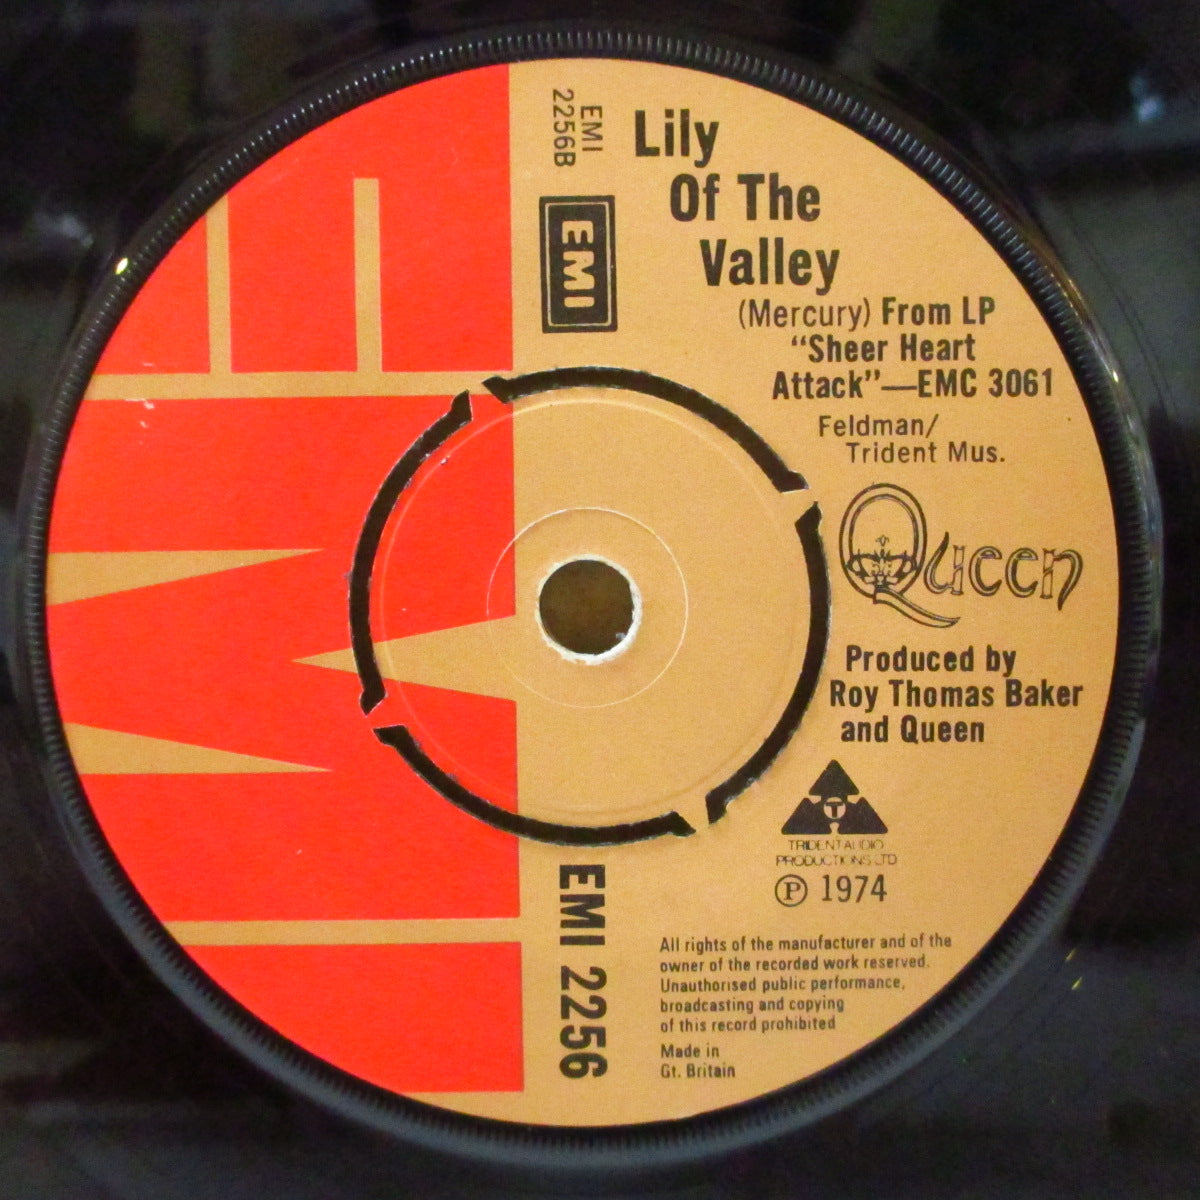 EMI
2256B
EMI
Lily
Of The
Valley
(Mercury) From LP
"Sheer Heart
Attack"—EMC 3061
Feldman/
Trident Mus.
Queen
Produced by
Roy Thomas Baker
and Queen
T
TRIDENT AUDIO
PRODUCTIONS LTD
Ⓟ 1974
EMI 2256
All rights of the manufacturer and of the
owner of the recorded work reserved.
Unauthorised public performance,
broadcasting and copying
of this record prohibited
Made in
Gt. Britain
EMI